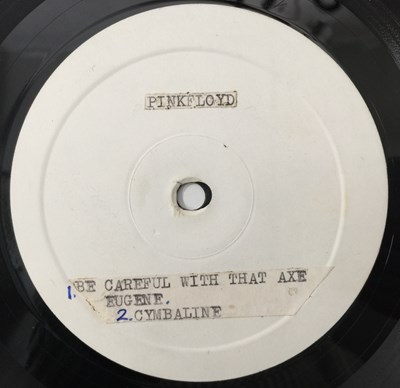 PINKFLOYD
1. BE CAREFUL WITH THAT AXE
EUGENE.
2. CYMBALINE